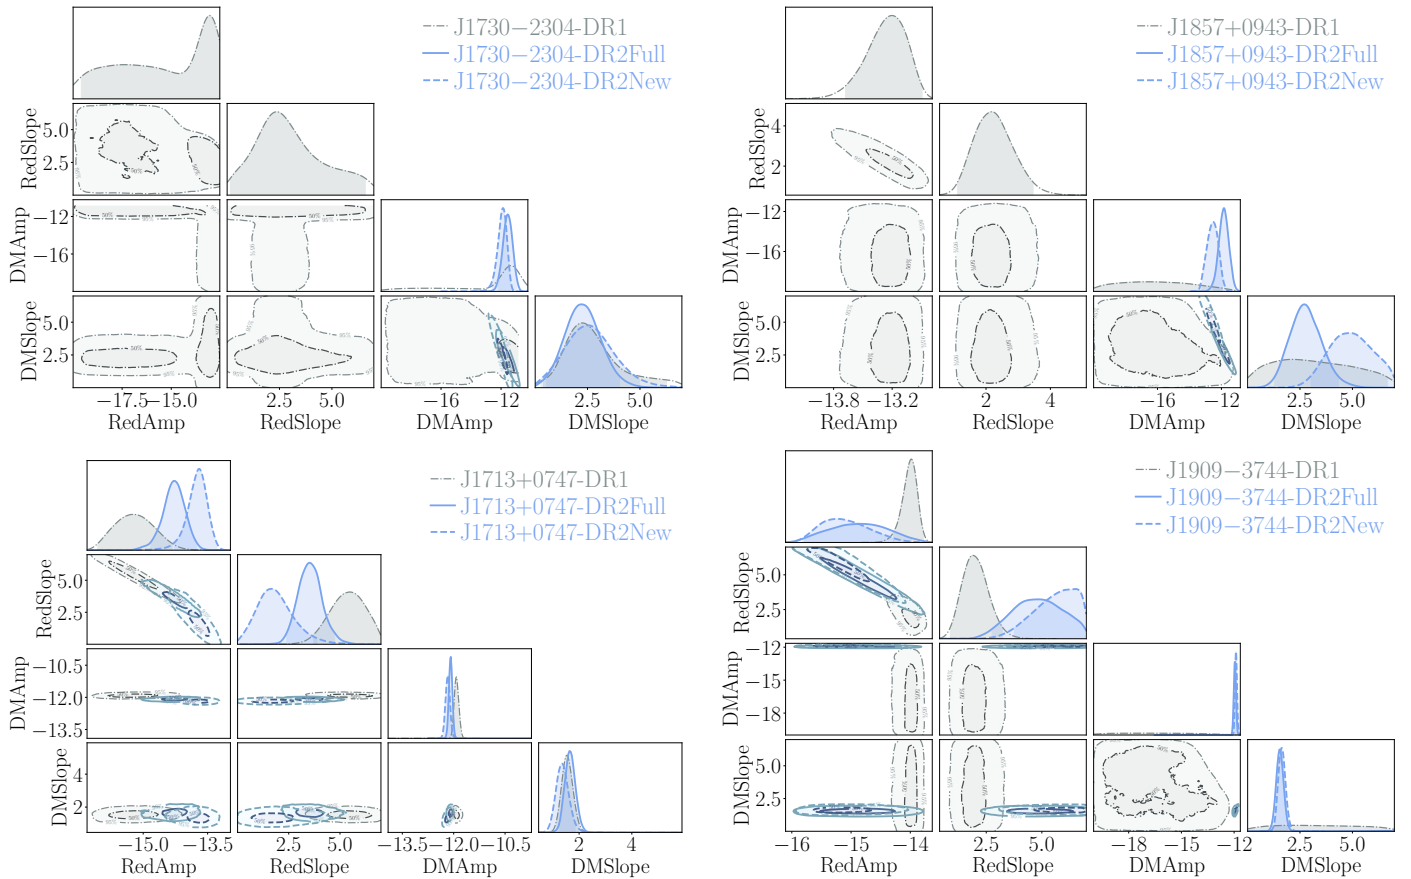 J1730−2304-DR1
J1730−2304-DR2Full
J1730−2304-DR2New
RedSlope
5.0
2.5
DMAmp
−12
−16
DMSlope
5.0
2.5
−17.5 −15.0
2.5 5.0
−16 −12
2.5 5.0
RedAmp RedSlope DMAmp DMSlope
J1857+0943-DR1
J1857+0943-DR2Full
J1857+0943-DR2New
RedSlope
4
2
DMAmp
−12
−16
DMSlope
5.0
2.5
−13.8 −13.2
2 4
−16 −12
2.5 5.0
RedAmp RedSlope DMAmp DMSlope
J1713+0747-DR1
J1713+0747-DR2Full
J1713+0747-DR2New
RedSlope
5.0
2.5
DMAmp
−10.5
−12.0
−13.5
DMSlope
4
2
−15.0 −13.5
2.5 5.0
−13.5 −12.0 −10.5
2 4
RedAmp RedSlope DMAmp DMSlope
J1909−3744-DR1
J1909−3744-DR2Full
J1909−3744-DR2New
RedSlope
5.0
2.5
DMAmp
−12
−15
−18
DMSlope
5.0
2.5
−16 −15 −14
2.5 5.0
−18 −15 −12
2.5 5.0
RedAmp RedSlope DMAmp DMSlope